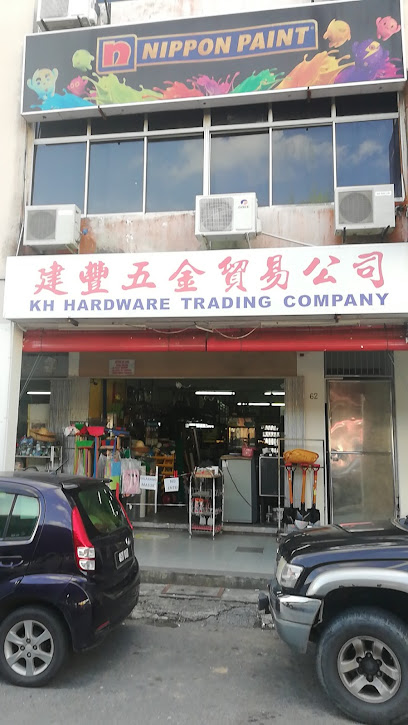 n NIPPON PAINT
建豐五金貿易公司
KH HARDWARE TRADING COMPANY
62